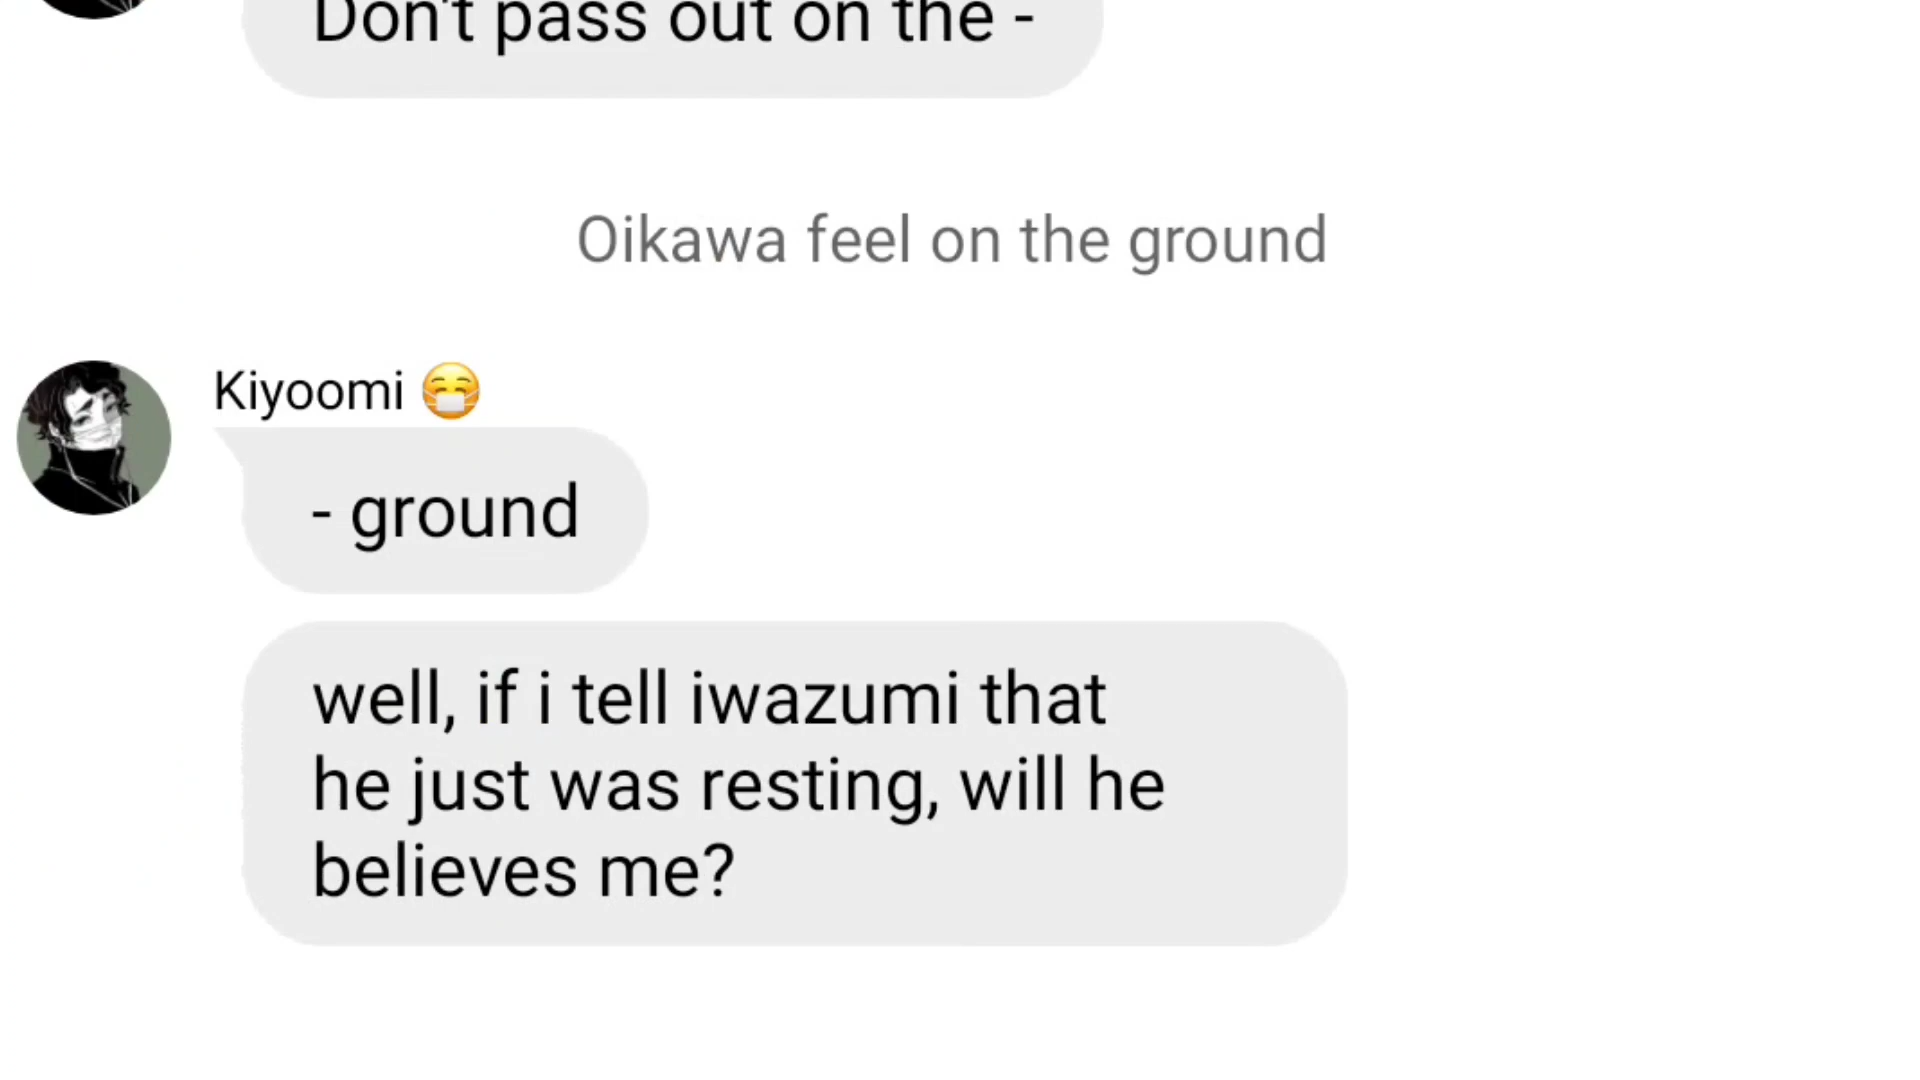 Don't pass out on the -
Oikawa feel on the ground
Kiyoomi 😷
- ground
well, if i tell iwazumi that
he just was resting, will he
believes me?